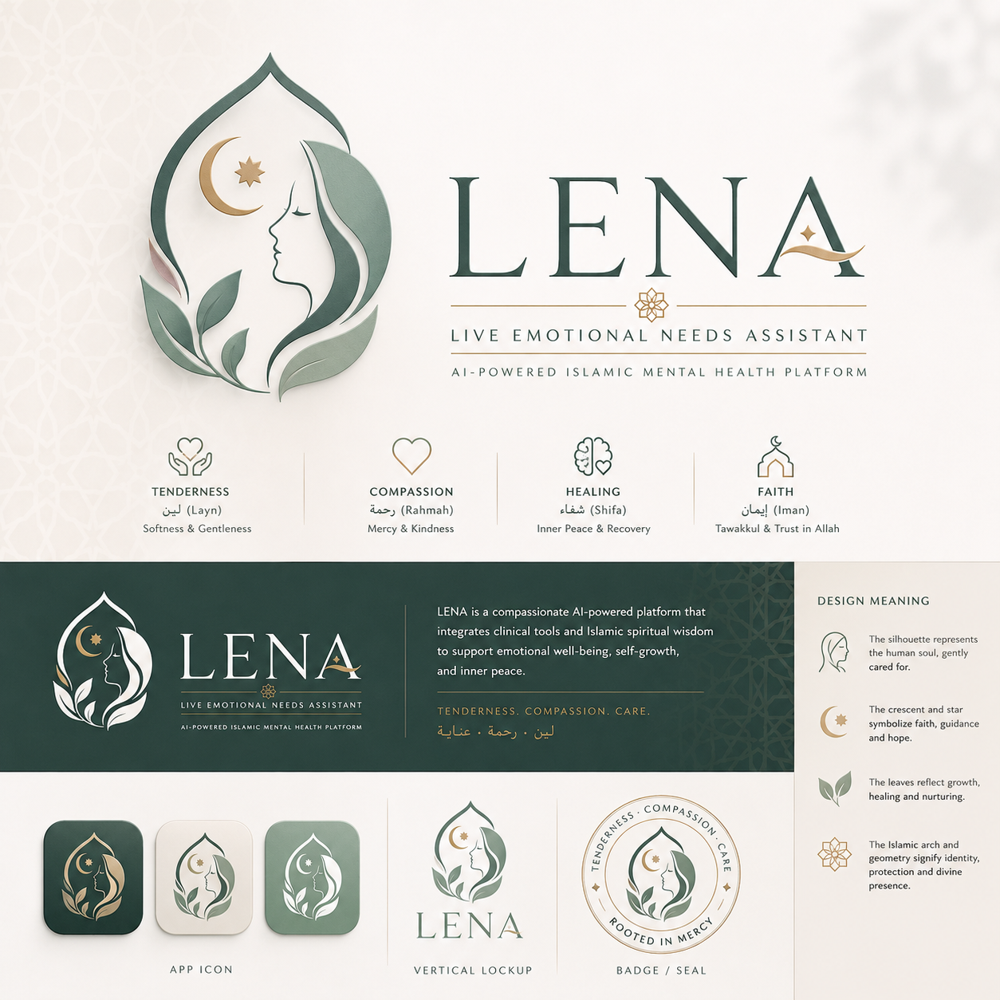 LENA
LIVE EMOTIONAL NEEDS ASSISTANT
AI-POWERED ISLAMIC MENTAL HEALTH PLATFORM
TENDERNESS
لين (Layn)
Softness & Gentleness
COMPASSION
رحمة (Rahmah)
Mercy & Kindness
HEALING
شفاء (Shifa)
Inner Peace & Recovery
FAITH
إيمان (Iman)
Tawakkul & Trust in Allah
LENA
LIVE EMOTIONAL NEEDS ASSISTANT
AI-POWERED ISLAMIC MENTAL HEALTH PLATFORM
LENA is a compassionate AI-powered platform that
integrates clinical tools and Islamic spiritual wisdom
to support emotional well-being, self-growth,
and inner peace.
TENDERNESS. COMPASSION. CARE.
لين · رحمة · عناية
DESIGN MEANING
The silhouette represents
the human soul, gently
cared for.
The crescent and star
symbolize faith, guidance
and hope.
The leaves reflect growth,
healing and nurturing.
The Islamic arch and
geometry signify identity,
protection and divine
presence.
APP ICON
LENA
VERTICAL LOCKUP
TENDERNESS · COMPASSION · CARE
ROOTED IN MERCY
BADGE / SEAL